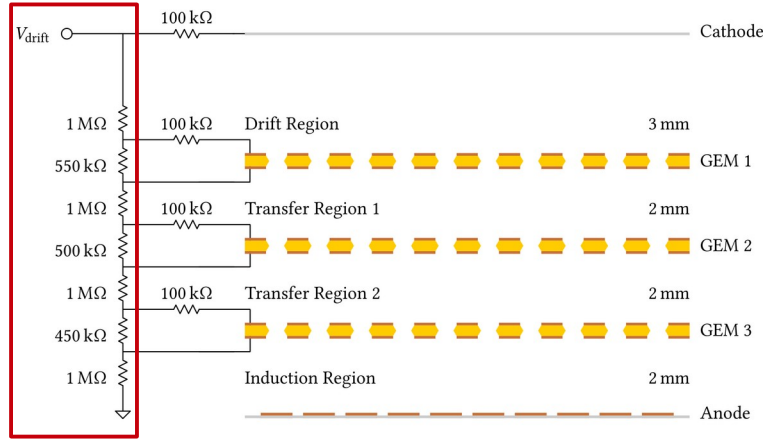 100 kΩ
V_drift
Cathode
1 MΩ
100 kΩ
Drift Region
3 mm
550 kΩ
GEM 1
1 MΩ
100 kΩ
Transfer Region 1
2 mm
500 kΩ
GEM 2
1 MΩ
100 kΩ
Transfer Region 2
2 mm
450 kΩ
GEM 3
1 MΩ
Induction Region
2 mm
Anode